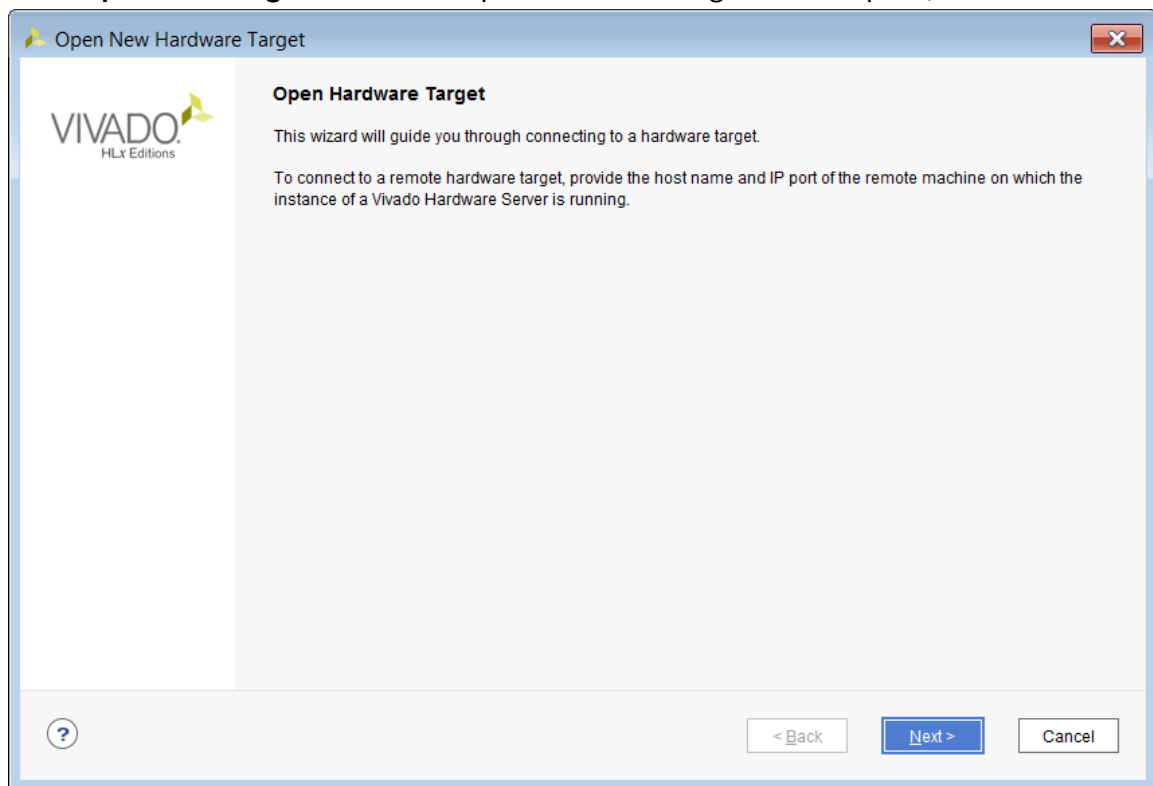 Open New Hardware Target
VIVADO.
HLx Editions
Open Hardware Target
This wizard will guide you through connecting to a hardware target.
To connect to a remote hardware target, provide the host name and IP port of the remote machine on which the
instance of a Vivado Hardware Server is running.
?
< Back
Next >
Cancel